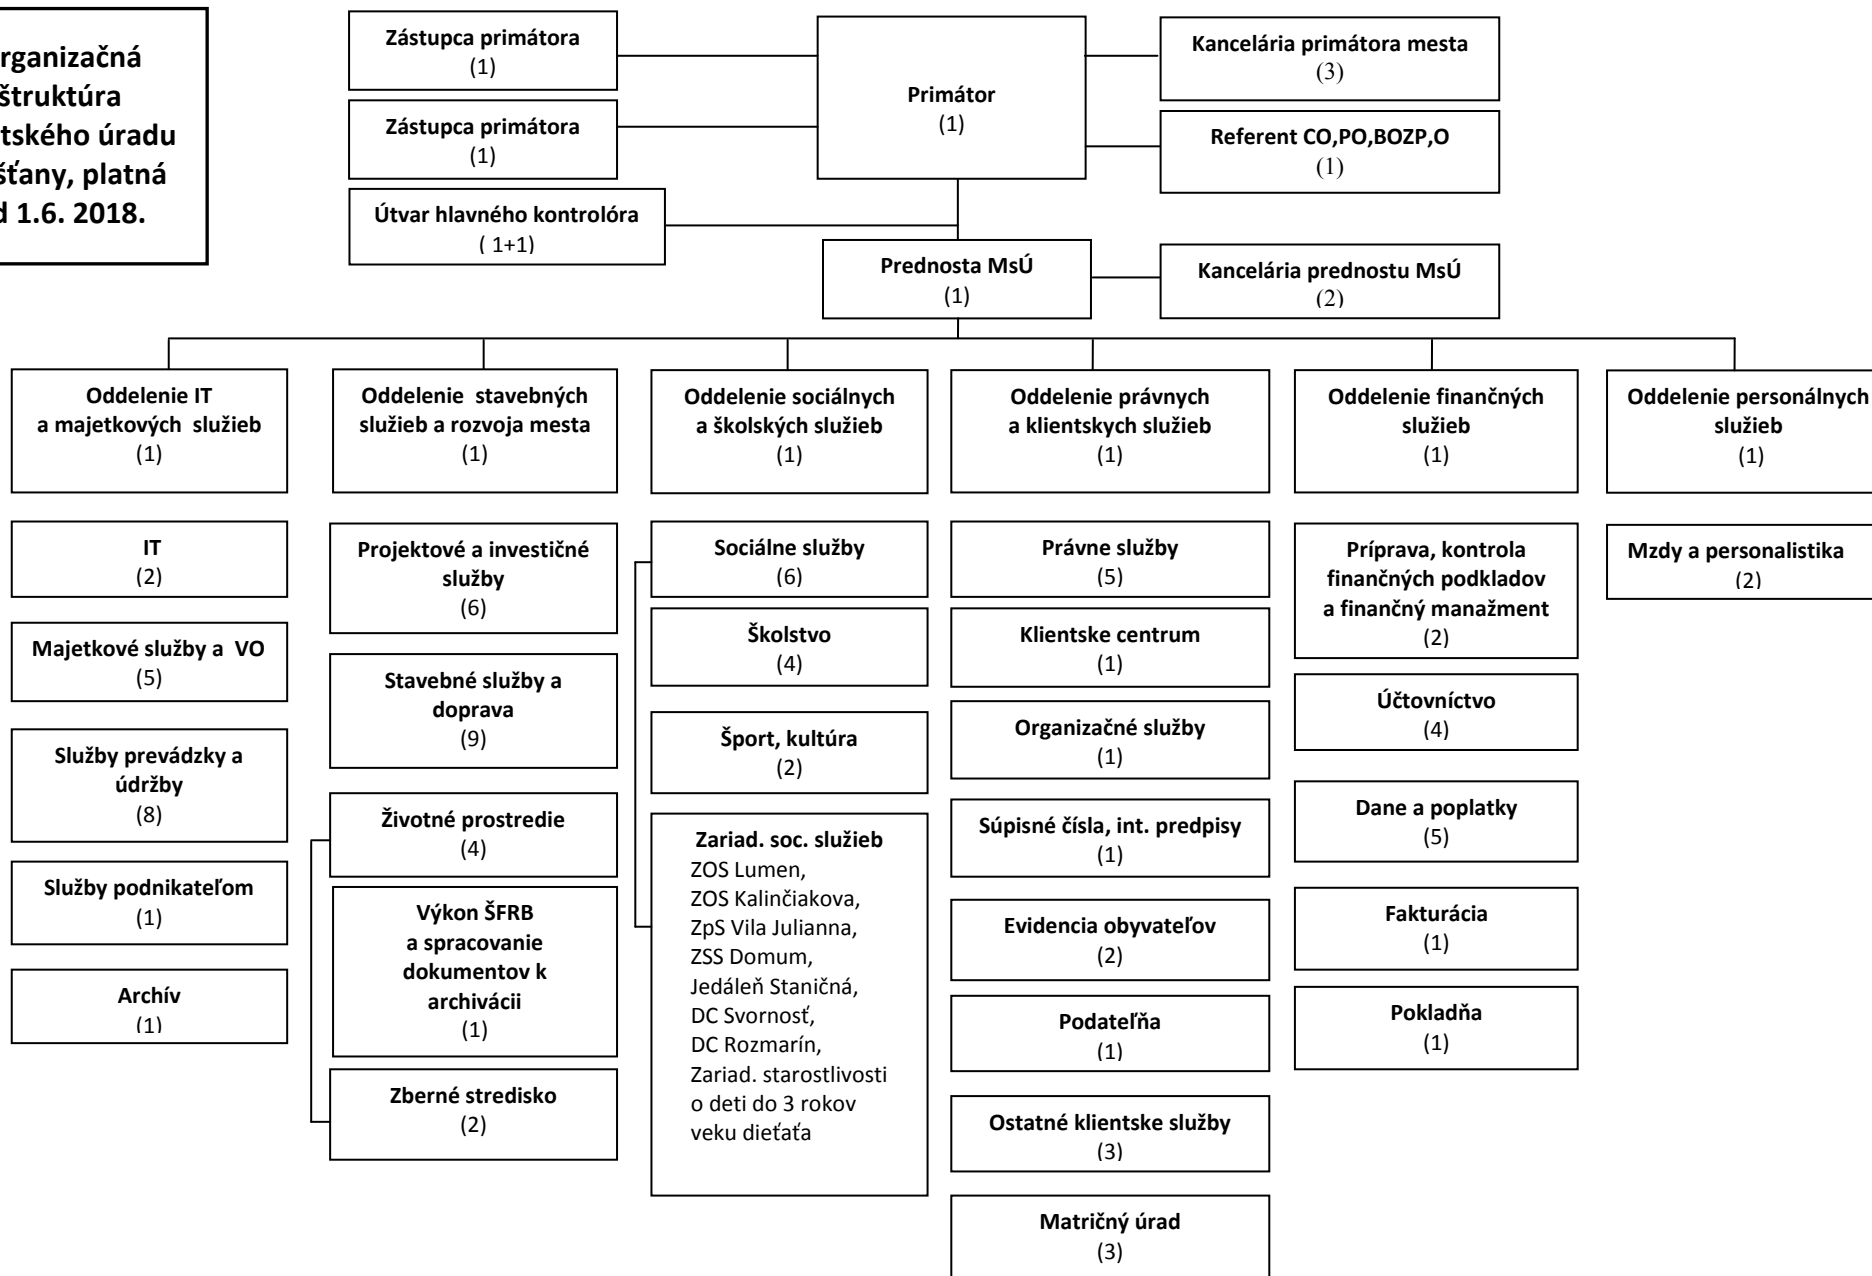 rganizačná
štruktúra
tského úradu
šťany, platná
d 1.6. 2018.
Zástupca primátora
(1)
Zástupca primátora
(1)
Útvar hlavného kontrolóra
( 1+1)
Primátor
(1)
Kancelária primátora mesta
(3)
Referent CO,PO,BOZP,O
(1)
Prednosta MsÚ
(1)
Kancelária prednostu MsÚ
(2)
Oddelenie IT
a majetkových služieb
(1)
IT
(2)
Majetkové služby a VO
(5)
Služby prevádzky a
údržby
(8)
Služby podnikateľom
(1)
Archív
(1)
Oddelenie stavebných
služieb a rozvoja mesta
(1)
Projektové a investičné
služby
(6)
Stavebné služby a
doprava
(9)
Životné prostredie
(4)
Výkon ŠFRB
a spracovanie
dokumentov k
archivácii
(1)
Zberné stredisko
(2)
Oddelenie sociálnych
a školských služieb
(1)
Sociálne služby
(6)
Školstvo
(4)
Šport, kultúra
(2)
Zariad. soc. služieb
ZOS Lumen,
ZOS Kalinčiakova,
ZpS Vila Julianna,
ZSS Domum,
Jedáleň Staničná,
DC Svornosť,
DC Rozmarín,
Zariad. starostlivosti
o deti do 3 rokov
veku dieťaťa
Oddelenie právnych
a klientskych služieb
(1)
Právne služby
(5)
Klientske centrum
(1)
Organizačné služby
(1)
Súpisné čísla, int. predpisy
(1)
Evidencia obyvateľov
(2)
Podateľňa
(1)
Ostatné klientske služby
(3)
Matričný úrad
(3)
Oddelenie finančných
služieb
(1)
Príprava, kontrola
finančných podkladov
a finančný manažment
(2)
Účtovníctvo
(4)
Dane a poplatky
(5)
Fakturácia
(1)
Pokladňa
(1)
Oddelenie personálnych
služieb
(1)
Mzdy a personalistika
(2)